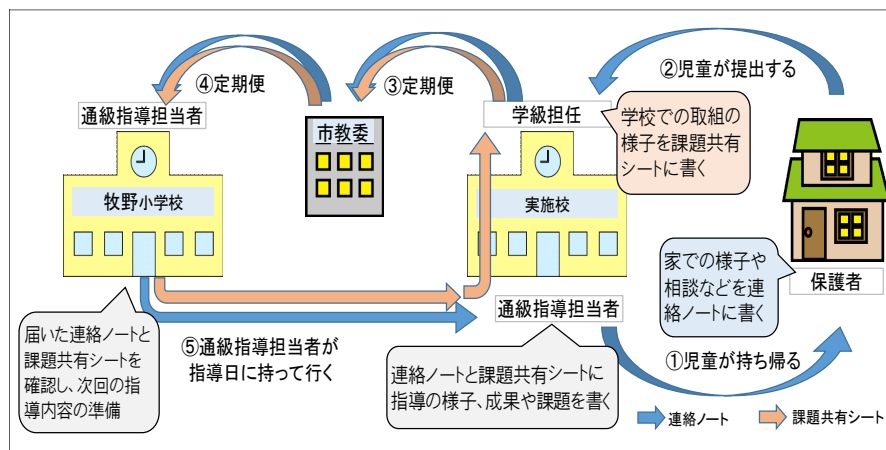 ④定期便
③定期便
②児童が提出する
通級指導担当者
市教委
学級担任
学校での取組の
様子を課題共有
シートに書く
牧野小学校
実施校
家での様子や
相談などを連
絡ノートに書く
保護者
通級指導担当者
届いた連絡ノートと
課題共有シートを
確認し、次回の指
導内容の準備
⑤通級指導担当者が
指導日に持って行く
連絡ノートと課題共有シートに
指導の様子、成果や課題を書く
①児童が持ち帰る
連絡ノート
課題共有シート